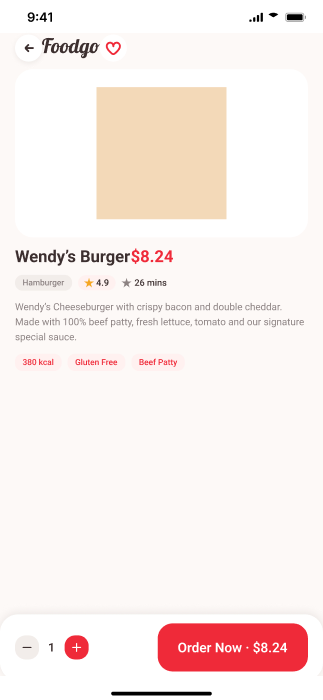 9:41
Foodgo
Wendy's Burger$8.24
Hamburger 4.9 26 mins
Wendy's Cheeseburger with crispy bacon and double cheddar.
Made with 100% beef patty, fresh lettuce, tomato and our signature
special sauce.
380 kcal Gluten Free Beef Patty
− 1 + Order Now · $8.24